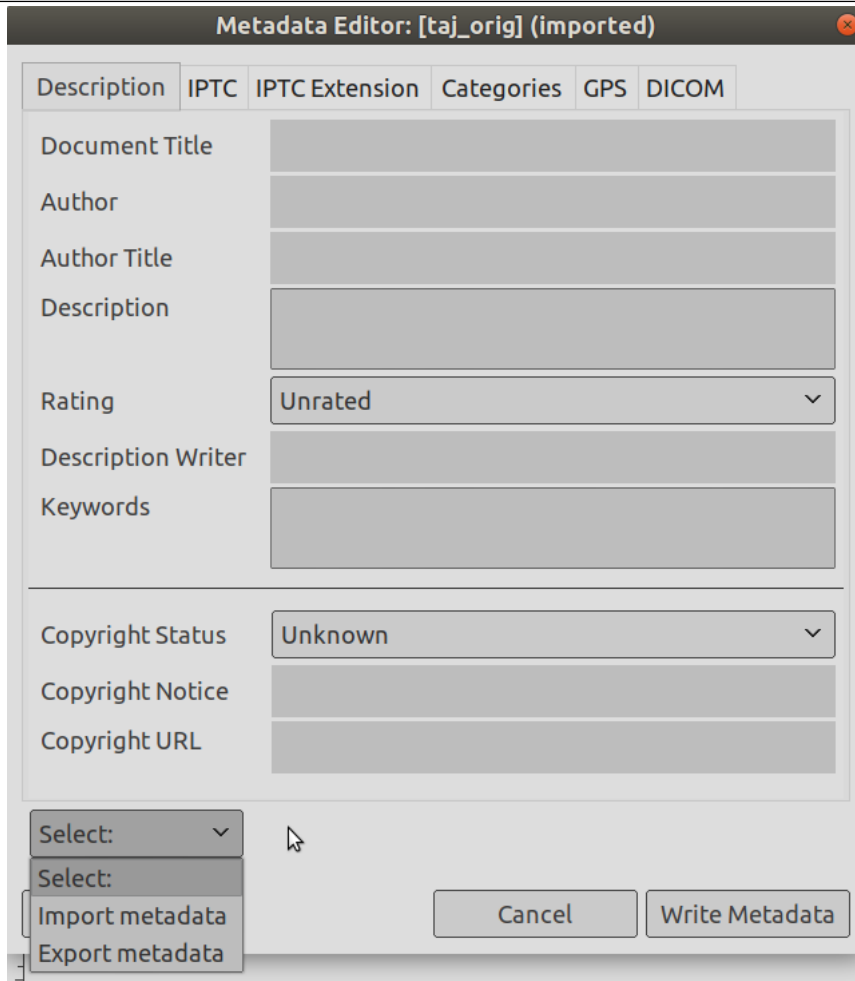 Metadata Editor: [taj_orig] (imported)
Description IPTC IPTC Extension Categories GPS DICOM
Document Title
Author
Author Title
Description
Rating Unrated
Description Writer
Keywords
Copyright Status Unknown
Copyright Notice
Copyright URL
Select:
Select:
Import metadata
Export metadata
Cancel Write Metadata